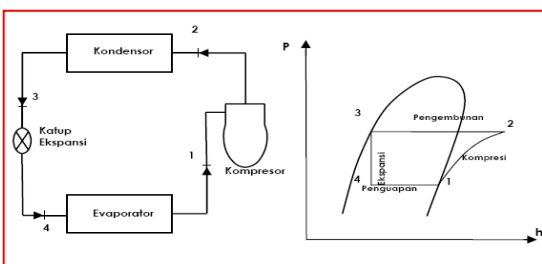 2
Kondensor
3
Katup
Ekspansi
1
Kompresor
Evaporator
4
P
3
Pengembunan
2
Ekspansi
Kompresi
4
Penguapan
1
h